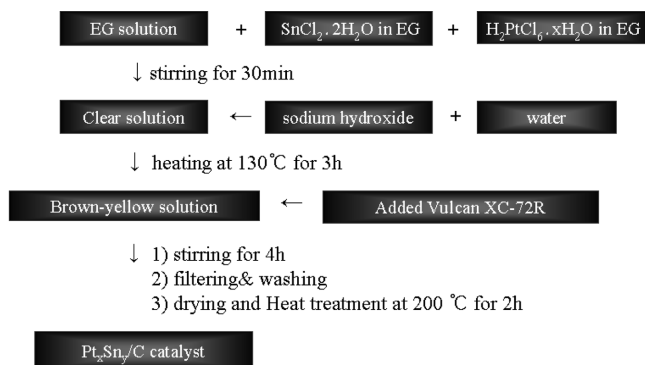 EG solution + SnCl₂.2H₂O in EG + H₂PtCl₆.xH₂O in EG
↓ stirring for 30min
Clear solution ← sodium hydroxide + water
↓ heating at 130℃ for 3h
Brown-yellow solution ← Added Vulcan XC-72R
↓ 1) stirring for 4h
2) filtering& washing
3) drying and Heat treatment at 200 ℃ for 2h
PtₓSnᵧ/C catalyst